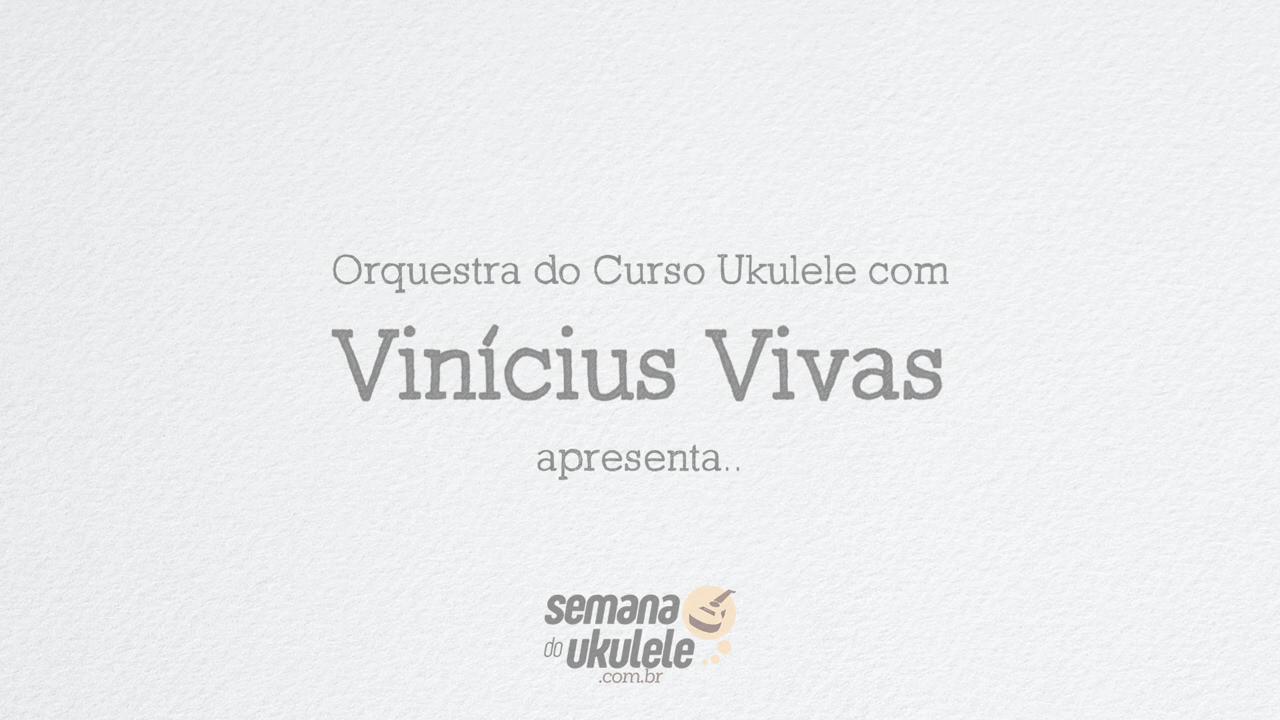 Orquestra do Curso Ukulele com
Vinícius Vivas
apresenta..
semana
do ukulele
.com.br